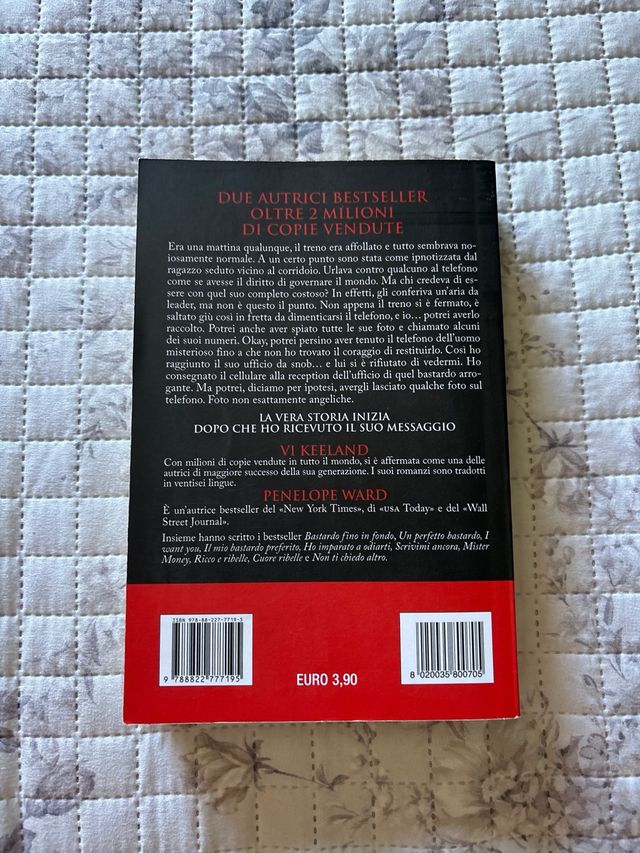 DUE AUTRICI BESTSELLER
OLTRE 2 MILIONI
DI COPIE VENDUTE
Era una mattina qualunque, il treno era affollato e tutto sembrava no-
iosamente normale. A un certo punto sono stata come ipnotizzata dal
ragazzo seduto vicino al corridoio. Urlava contro qualcuno al telefono
come se avesse il diritto di governare il mondo. Ma chi credeva di es-
sere con quel suo completo costoso? In effetti, gli conferiva un'aria da
leader, ma non è questo il punto. Non appena il treno si è fermato, è
saltato giù così in fretta da dimenticarsi il telefono, e io… potrei averlo
raccolto. Potrei anche aver spiato tutte le sue foto e chiamato alcuni
dei suoi numeri. Okay, potrei persino aver tenuto il telefono dell'uomo
misterioso fino a che non ho trovato il coraggio di restituirlo. Così ho
raggiunto il suo ufficio da snob… e lui si è rifiutato di vedermi. Ho
consegnato il cellulare alla reception dell'ufficio di quel bastardo arro-
gante. Ma potrei, diciamo per ipotesi, avergli lasciato qualche foto sul
telefono. Foto non esattamente angeliche.
LA VERA STORIA INIZIA
DOPO CHE HO RICEVUTO IL SUO MESSAGGIO
VI KEELAND
Con milioni di copie vendute in tutto il mondo, si è affermata come una delle
autrici di maggiore successo della sua generazione. I suoi romanzi sono tradotti
in ventisei lingue.
PENELOPE WARD
È un'autrice bestseller del «New York Times», di «USA Today» e del «Wall
Street Journal».
Insieme hanno scritto i bestseller Bastardo fino in fondo, Un perfetto bastardo, I
want you, Il mio bastardo preferito, Ho imparato a odiarti, Scrivimi ancora, Mister
Money, Ricco e ribelle, Cuore ribelle e Non ti chiedo altro.
ISBN 978-88-227-7719-5
9 788822 777195
EURO 3,90
8 020035 800705